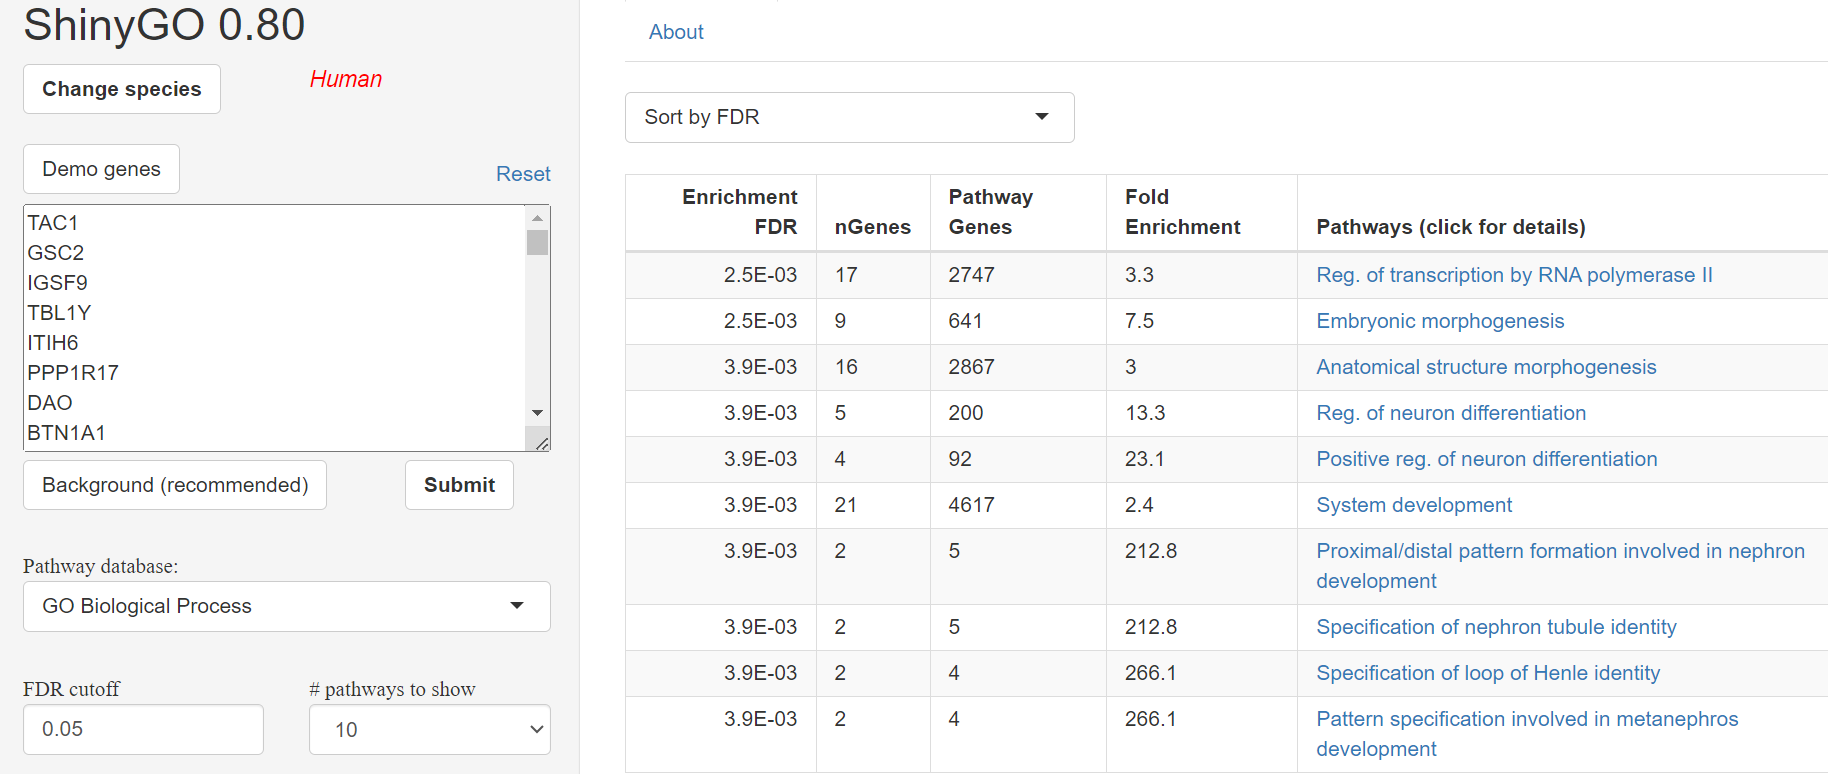 ShinyGO 0.80
Change species
Human
Demo genes
Reset
TAC1
GSC2
IGSF9
TBL1Y
ITIH6
PPP1R17
DAO
BTN1A1
Background (recommended)
Submit
Pathway database:
GO Biological Process
FDR cutoff
# pathways to show
0.05
10
About
Sort by FDR
Enrichment FDR nGenes Pathway Genes Fold Enrichment Pathways (click for details)
2.5E-03 17 2747 3.3 Reg. of transcription by RNA polymerase II
2.5E-03 9 641 7.5 Embryonic morphogenesis
3.9E-03 16 2867 3 Anatomical structure morphogenesis
3.9E-03 5 200 13.3 Reg. of neuron differentiation
3.9E-03 4 92 23.1 Positive reg. of neuron differentiation
3.9E-03 21 4617 2.4 System development
3.9E-03 2 5 212.8 Proximal/distal pattern formation involved in nephron
development
3.9E-03 2 5 212.8 Specification of nephron tubule identity
3.9E-03 2 4 266.1 Specification of loop of Henle identity
3.9E-03 2 4 266.1 Pattern specification involved in metanephros
development